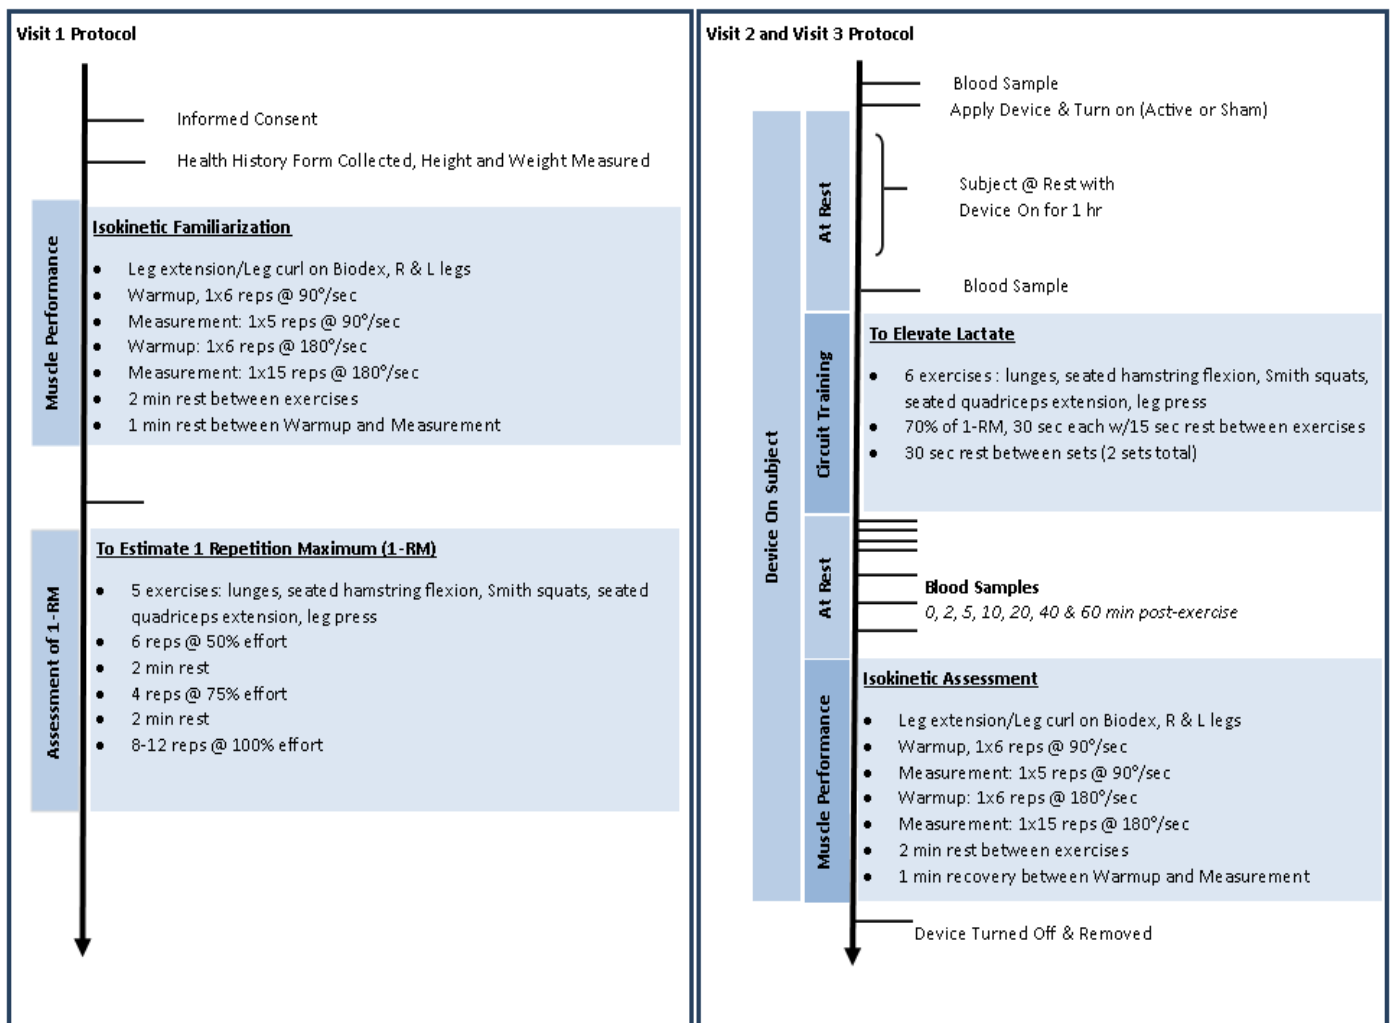 Visit 1 Protocol
Informed Consent
Health History Form Collected, Height and Weight Measured
Muscle Performance
Isokinetic Familiarization
● Leg extension/Leg curl on Biodex, R & L legs
● Warmup, 1x6 reps @ 90°/sec
● Measurement: 1x5 reps @ 90°/sec
● Warmup: 1x6 reps @ 180°/sec
● Measurement: 1x15 reps @ 180°/sec
● 2 min rest between exercises
● 1 min rest between Warmup and Measurement
Assessment of 1-RM
To Estimate 1 Repetition Maximum (1-RM)
● 5 exercises: lunges, seated hamstring flexion, Smith squats, seated
quadriceps extension, leg press
● 6 reps @ 50% effort
● 2 min rest
● 4 reps @ 75% effort
● 2 min rest
● 8-12 reps @ 100% effort
Visit 2 and Visit 3 Protocol
Blood Sample
Apply Device & Turn on (Active or Sham)
Device On Subject
At Rest
Subject @ Rest with
Device On for 1 hr
Blood Sample
Circuit Training
To Elevate Lactate
● 6 exercises : lunges, seated hamstring flexion, Smith squats,
seated quadriceps extension, leg press
● 70% of 1-RM, 30 sec each w/15 sec rest between exercises
● 30 sec rest between sets (2 sets total)
At Rest
Blood Samples
0, 2, 5, 10, 20, 40 & 60 min post-exercise
Muscle Performance
Isokinetic Assessment
● Leg extension/Leg curl on Biodex, R & L legs
● Warmup, 1x6 reps @ 90°/sec
● Measurement: 1x5 reps @ 90°/sec
● Warmup: 1x6 reps @ 180°/sec
● Measurement: 1x15 reps @ 180°/sec
● 2 min rest between exercises
● 1 min recovery between Warmup and Measurement
Device Turned Off & Removed